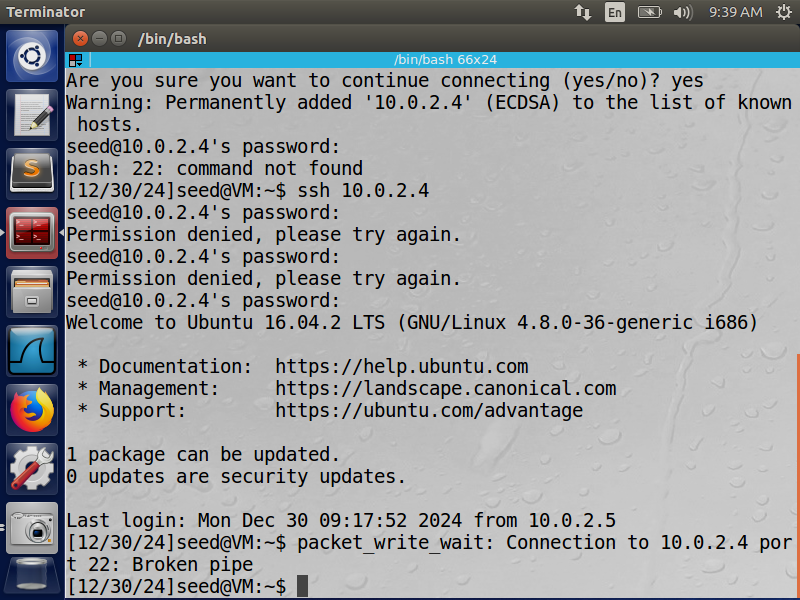 Terminator
En
9:39 AM
/bin/bash
/bin/bash 66x24
Are you sure you want to continue connecting (yes/no)? yes
Warning: Permanently added '10.0.2.4' (ECDSA) to the list of known
 hosts.
seed@10.0.2.4's password:
bash: 22: command not found
[12/30/24]seed@VM:~$ ssh 10.0.2.4
seed@10.0.2.4's password:
Permission denied, please try again.
seed@10.0.2.4's password:
Permission denied, please try again.
seed@10.0.2.4's password:
Welcome to Ubuntu 16.04.2 LTS (GNU/Linux 4.8.0-36-generic i686)
 * Documentation:  https://help.ubuntu.com
 * Management:     https://landscape.canonical.com
 * Support:        https://ubuntu.com/advantage
1 package can be updated.
0 updates are security updates.
Last login: Mon Dec 30 09:17:52 2024 from 10.0.2.5
[12/30/24]seed@VM:~$ packet_write_wait: Connection to 10.0.2.4 por
t 22: Broken pipe
[12/30/24]seed@VM:~$